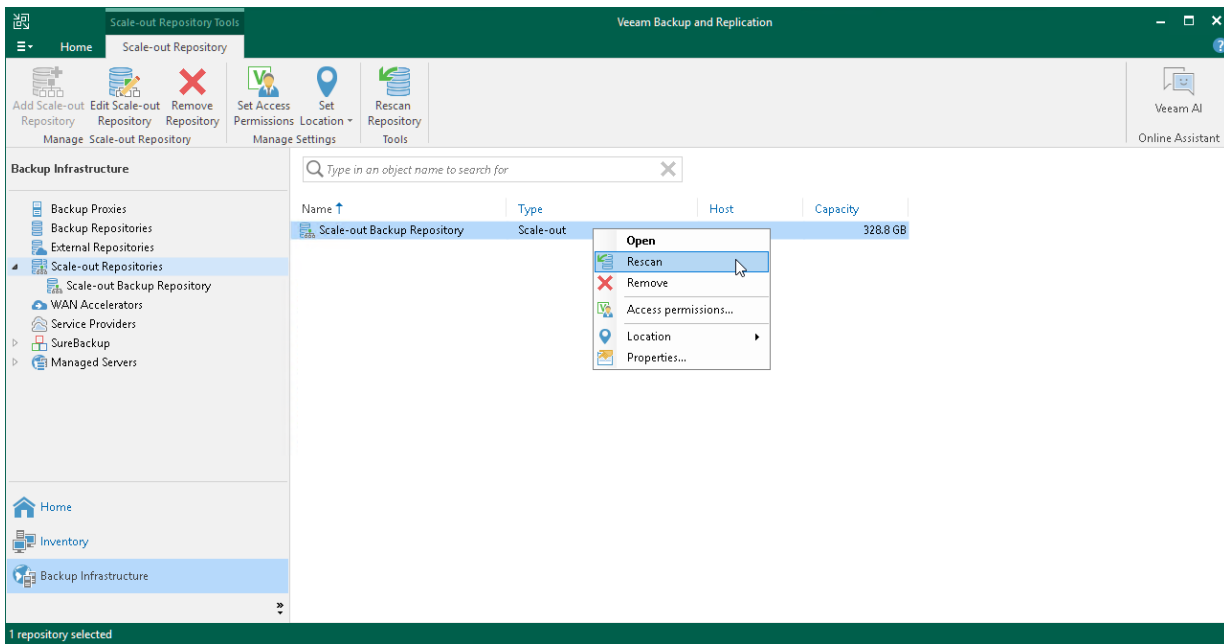 Scale-out Repository Tools
Veeam Backup and Replication
Home
Scale-out Repository
?
Add Scale-out Repository
Edit Scale-out Repository
Remove Repository
Manage Scale-out Repository
Set Access Permissions
Set Location
Manage Settings
Rescan Repository
Tools
Veeam AI
Online Assistant
Backup Infrastructure
Type in an object name to search for
Backup Proxies
Backup Repositories
External Repositories
Scale-out Repositories
Scale-out Backup Repository
WAN Accelerators
Service Providers
SureBackup
Managed Servers
Name Type Host Capacity
Scale-out Backup Repository Scale-out 328.8 GB
Open
Rescan
Remove
Access permissions...
Location
Properties...
Home
Inventory
Backup Infrastructure
1 repository selected